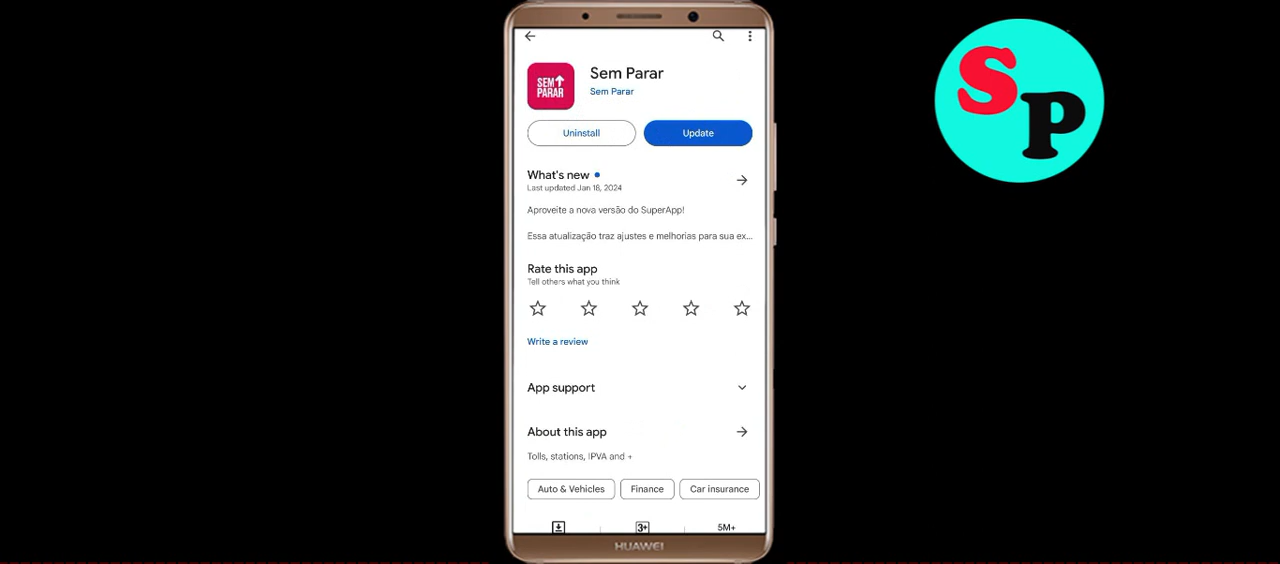 SEM
PARAR
Sem Parar
Sem Parar
Uninstall
Update
What's new
Last updated Jan 18, 2024
Aproveite a nova versão do SuperApp!
Essa atualização traz ajustes e melhorias para sua ex...
Rate this app
Tell others what you think
Write a review
App support
About this app
Tolls, stations, IPVA and +
Auto & Vehicles
Finance
Car insurance
3+
5M+
HUAWEI
SP